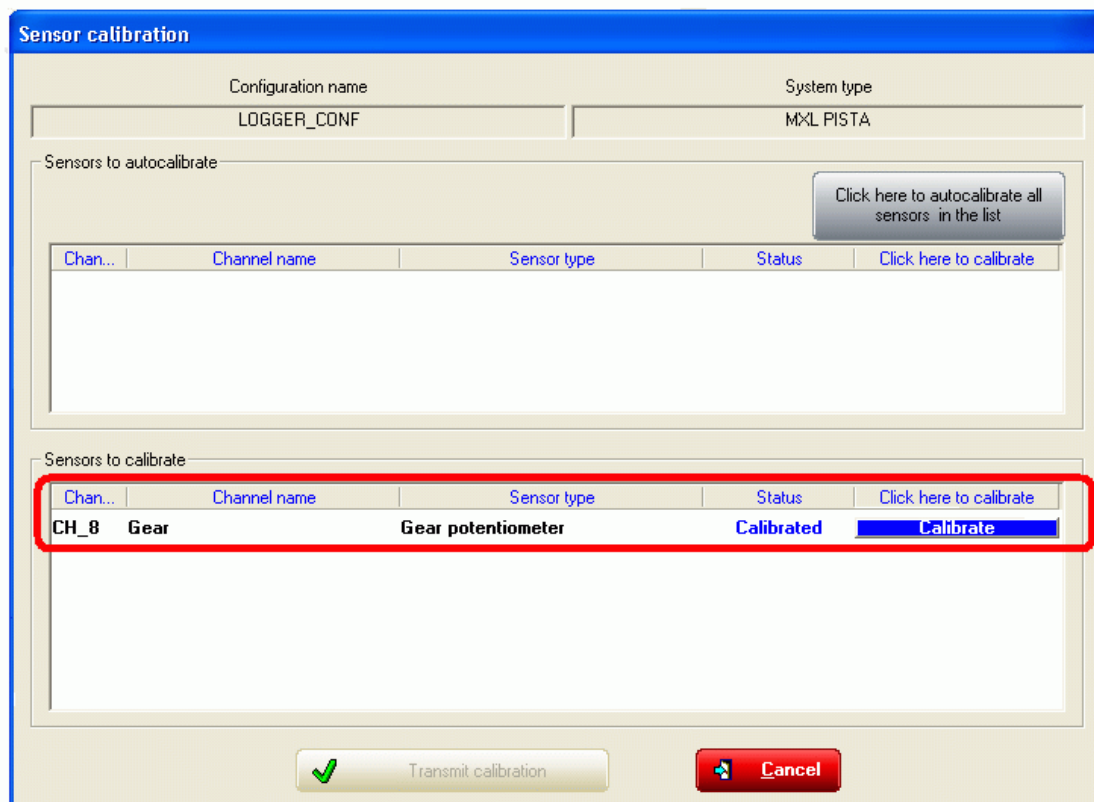 Sensor calibration
Configuration name System type
LOGGER_CONF MXL PISTA
Sensors to autocalibrate
Click here to autocalibrate all
sensors in the list
Chan... Channel name Sensor type Status Click here to calibrate
Sensors to calibrate
Chan... Channel name Sensor type Status Click here to calibrate
CH_8 Gear Gear potentiometer Calibrated Calibrate
Transmit calibration Cancel